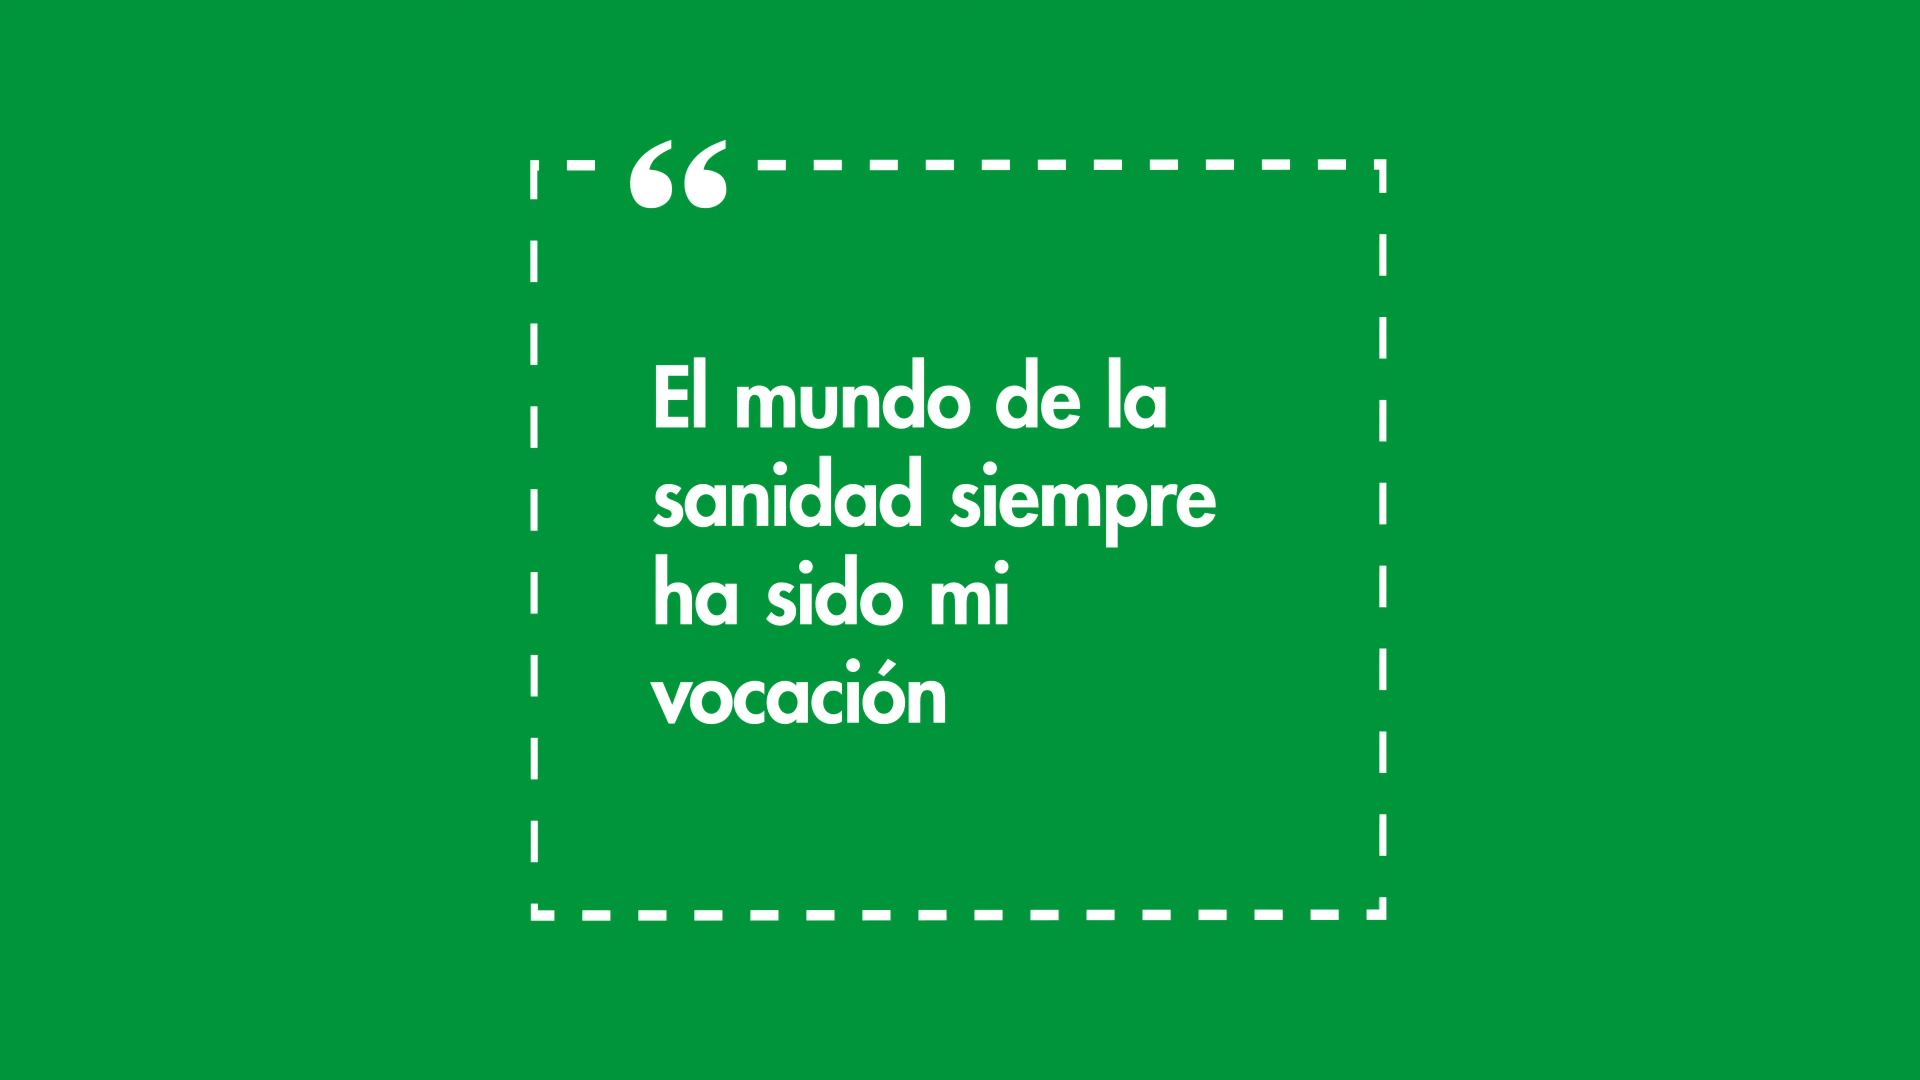 “
El mundo de la
sanidad siempre
ha sido mi
vocación